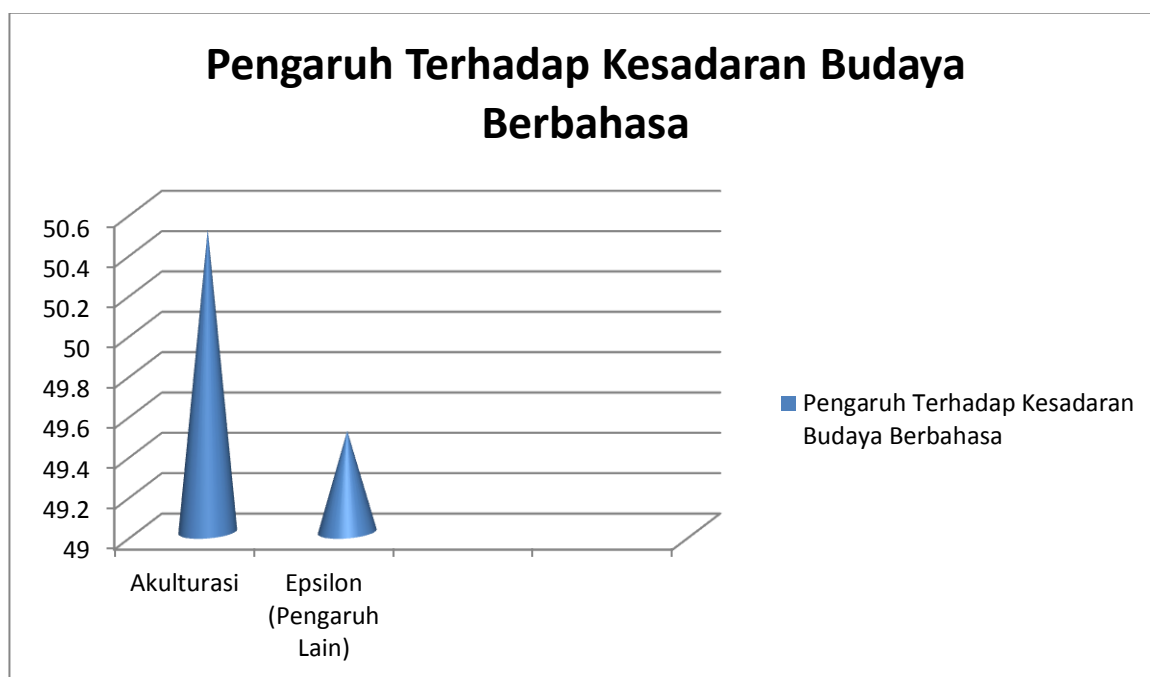 Pengaruh Terhadap Kesadaran Budaya
Berbahasa
50.6
50.4
50.2
50
49.8
49.6
49.4
49.2
49
Akulturasi
Epsilon
(Pengaruh
Lain)
Pengaruh Terhadap Kesadaran
Budaya Berbahasa